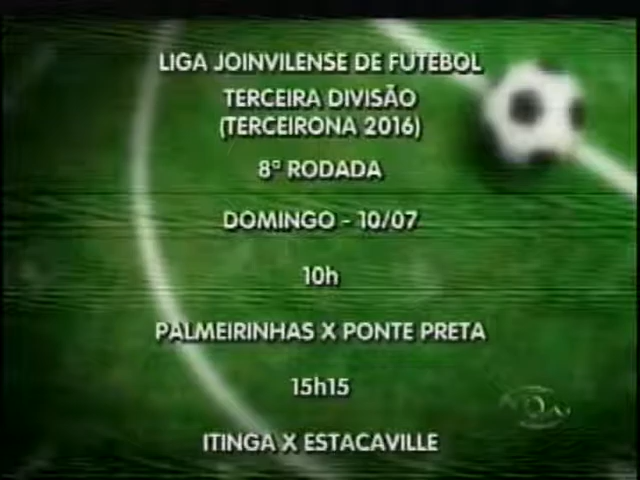 LIGA JOINVILENSE DE FUTEBOL
TERCEIRA DIVISÃO
(TERCEIRONA 2016)
8ª RODADA
DOMINGO - 10/07
10h
PALMEIRINHAS X PONTE PRETA
15h15
ITINGA X ESTACAVILLE